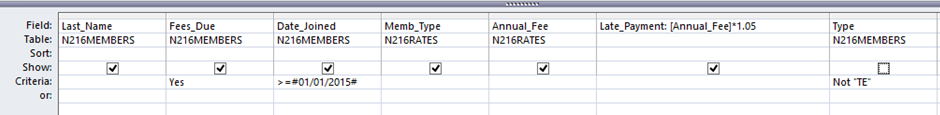 Field: Last_Name Fees_Due Date_Joined Memb_Type Annual_Fee Late_Payment: [Annual_Fee]*1.05 Type
Table: N216MEMBERS N216MEMBERS N216MEMBERS N216RATES N216RATES N216MEMBERS
Sort:
Show:
Criteria: Yes >=#01/01/2015# Not "TE"
or: